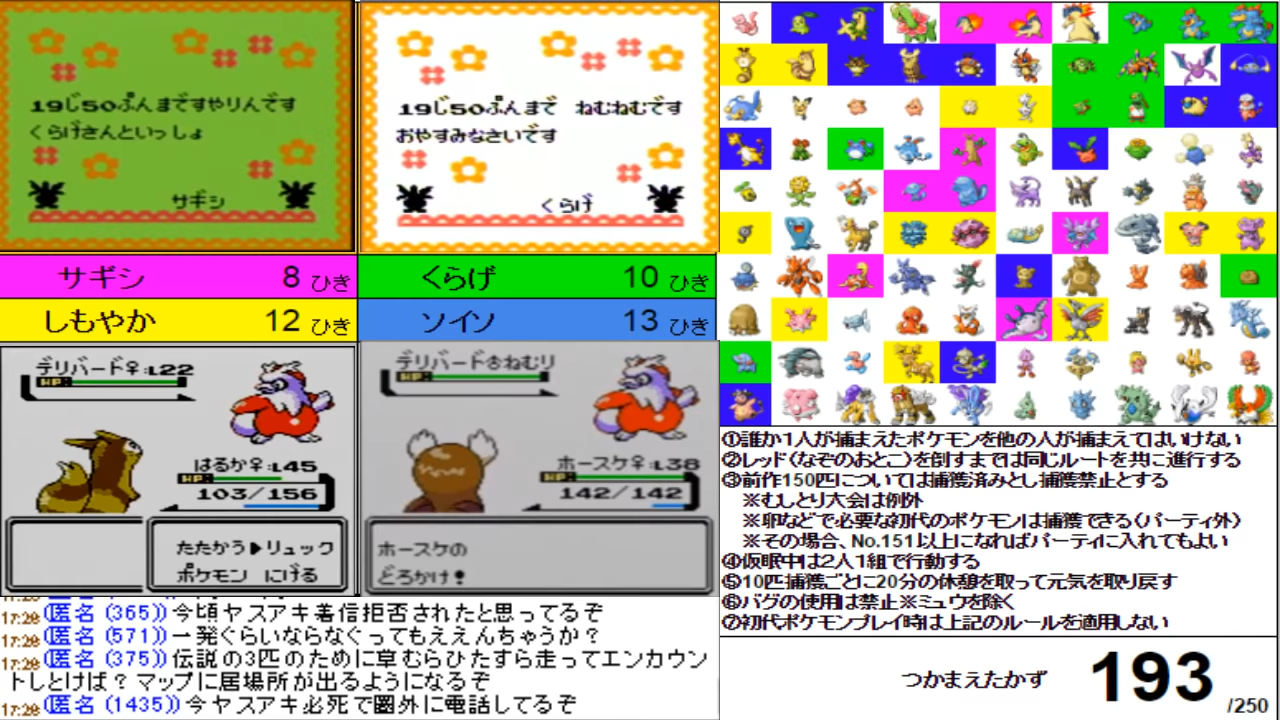 19じ50ぷんまですやりんです
くらげさんといっしょ
サギシ
19じ50ぷんまで ねむねむです
おやすみなさいです
くらげ
サギシ 8 ひき
くらげ 10 ひき
しもやか 12 ひき
ソイソ 13 ひき
デリバード♀:L22
HP
はるか♀:L45
HP
103/156
たたかう▶リュック
ポケモン にげる
デリバード♂ねむり
HP
ホースケ♀:L38
HP
142/142
ホースケの
どろかけ!
17:28 (匿名 (365)) 今頃ヤスアキ着信拒否されたと思ってるぞ
17:28 (匿名 (571)) 一発ぐらいならなぐってもええんちゃうか?
17:28 (匿名 (375)) 伝説の3匹のために草むらひたすら走ってエンカウン
トしとけば?マップに居場所が出るようになるぞ
17:28 (匿名 (1435)) 今ヤスアキ必死で圏外に電話してるぞ
①誰か1人が捕まえたポケモンを他の人が捕まえてはいけない
②レッド(なぞのおとこ)を倒すまでは同じルートを共に進行する
③前作150匹については捕獲済みとし捕獲禁止とする
※むしとり大会は例外
※卵などで必要な初代のポケモンは捕獲できる(パーティ外)
※その場合、No.151以上になればパーティに入れてもよい
④仮眠中は2人1組で行動する
⑤10匹捕獲ごとに20分の休憩を取って元気を取り戻す
⑥バグの使用は禁止※ミュウを除く
⑦初代ポケモンプレイ時は上記のルールを適用しない
つかまえたかず 193 /250